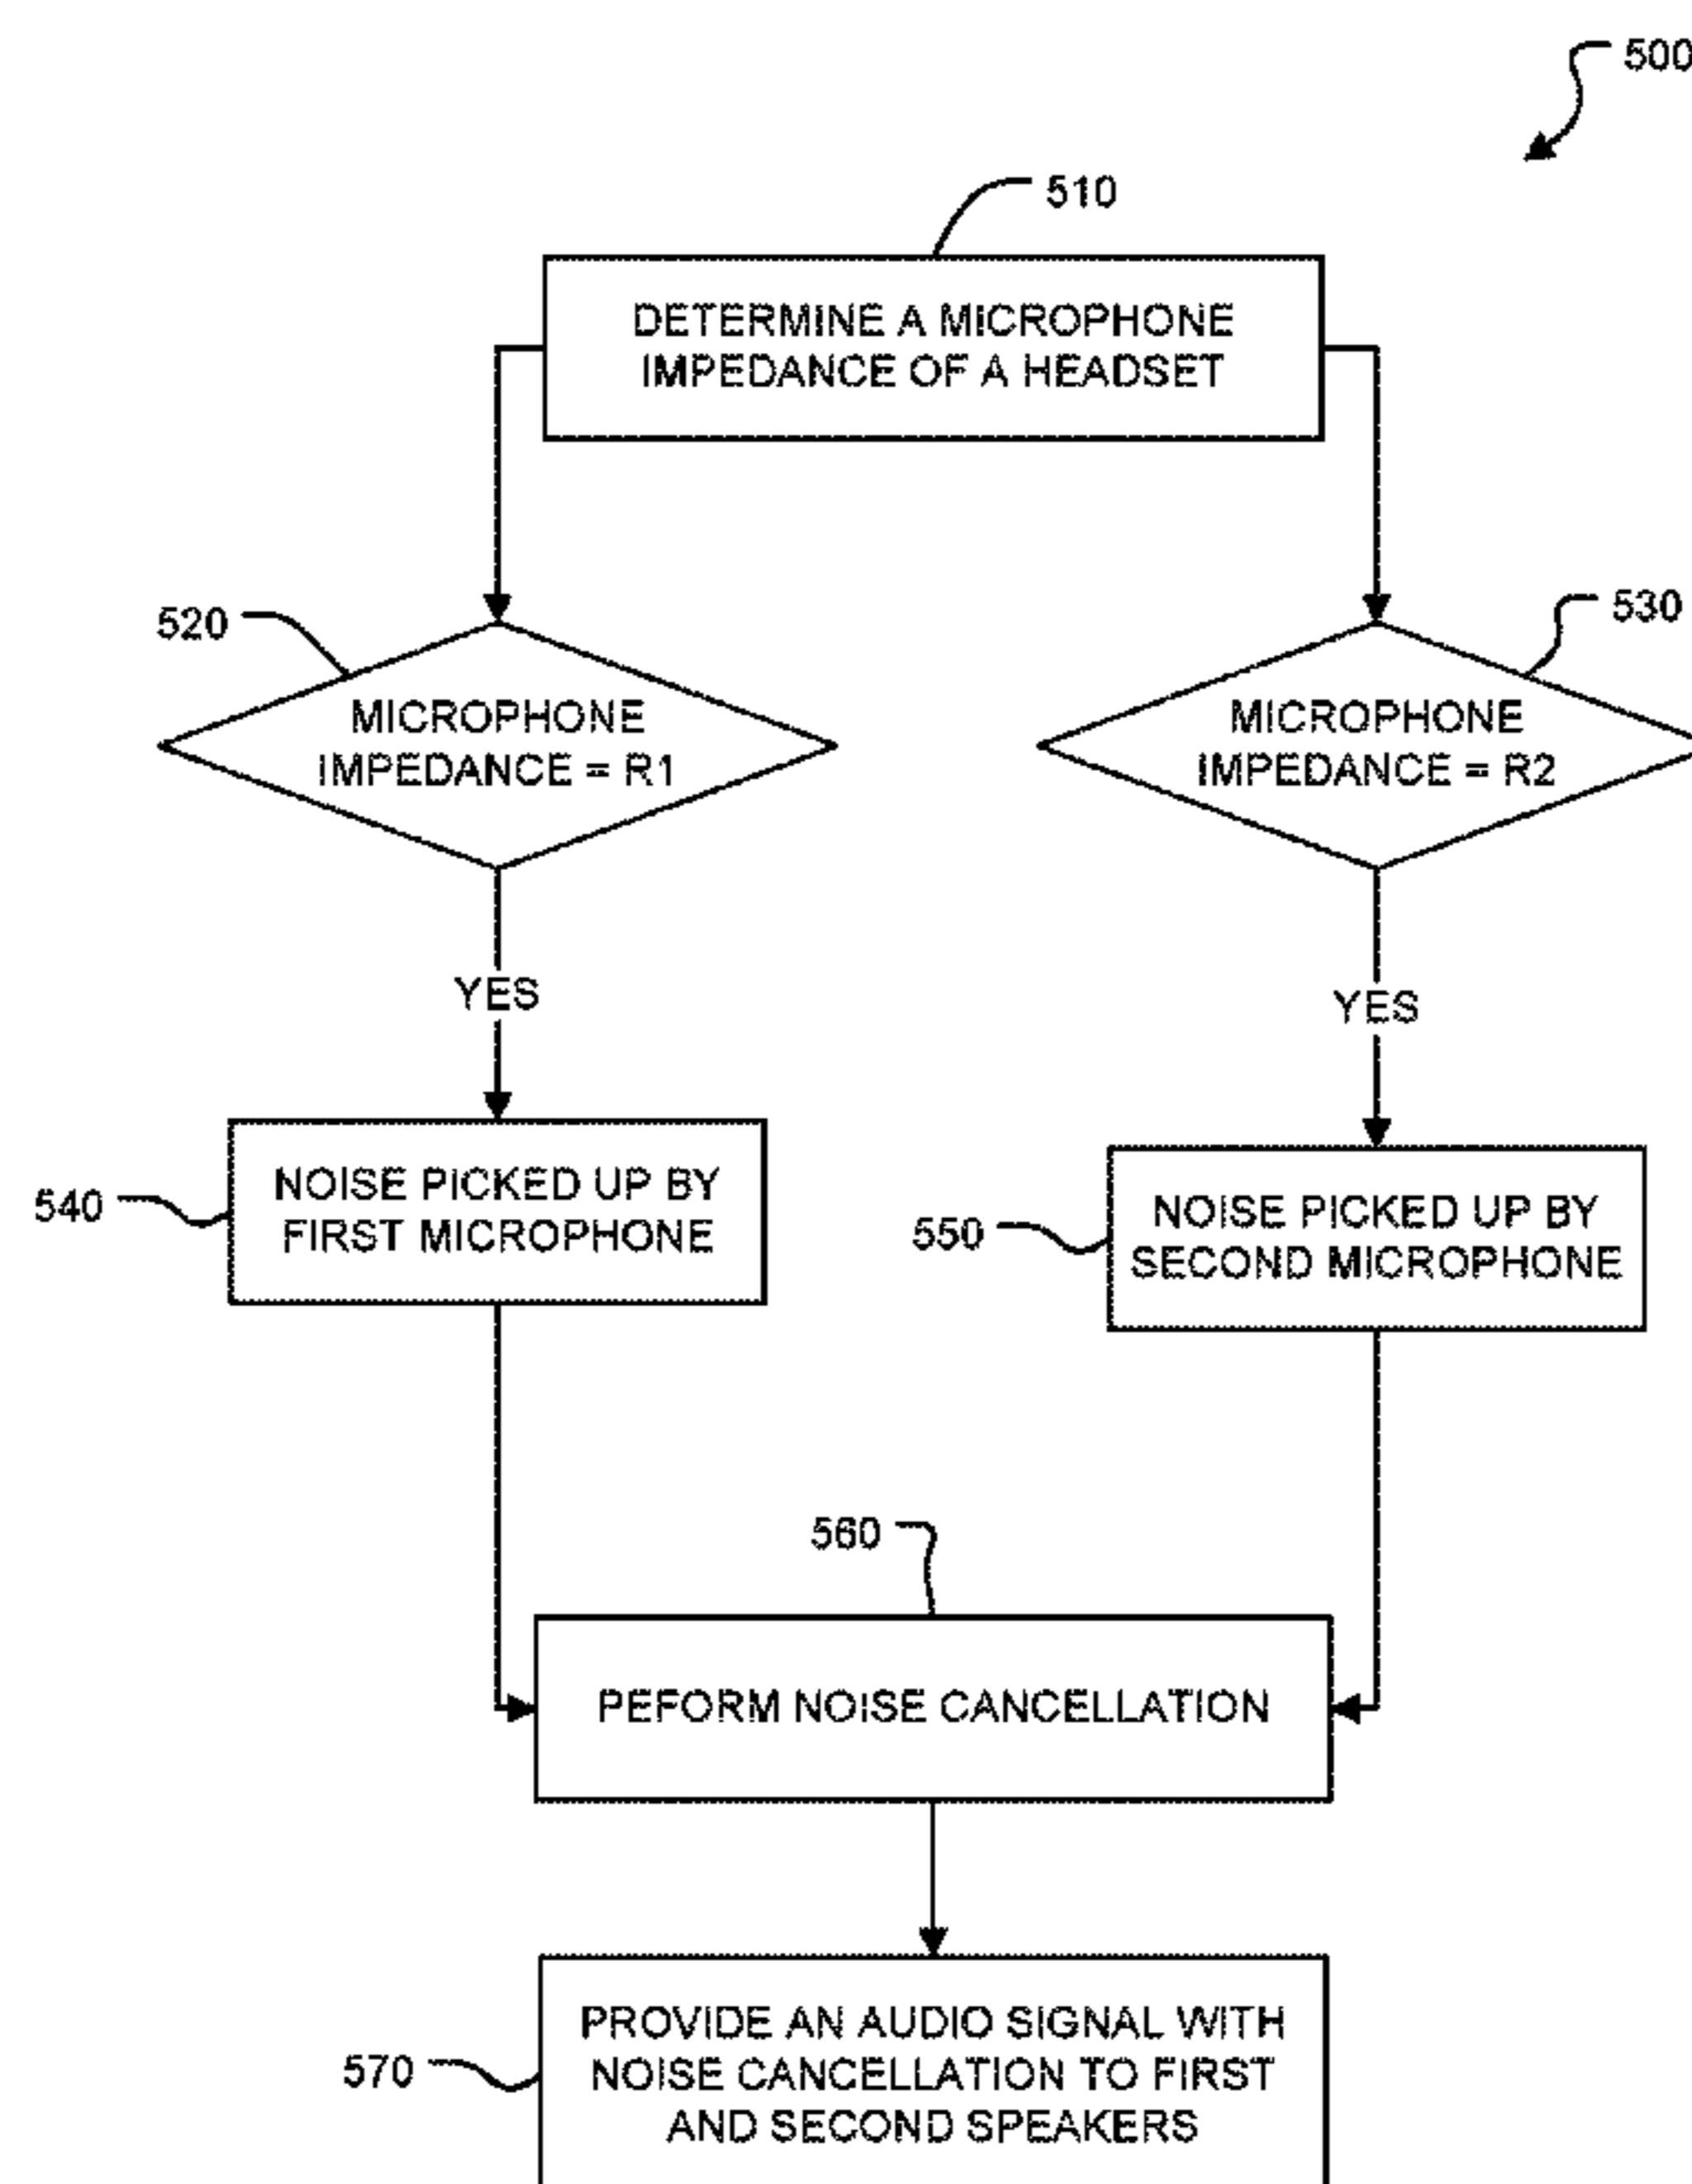 500
510
DETERMINE A MICROPHONE
IMPEDANCE OF A HEADSET
520
MICROPHONE
IMPEDANCE = R1
530
MICROPHONE
IMPEDANCE = R2
YES
YES
540
NOISE PICKED UP BY
FIRST MICROPHONE
550
NOISE PICKED UP BY
SECOND MICROPHONE
560
PEFORM NOISE CANCELLATION
570
PROVIDE AN AUDIO SIGNAL WITH
NOISE CANCELLATION TO FIRST
AND SECOND SPEAKERS